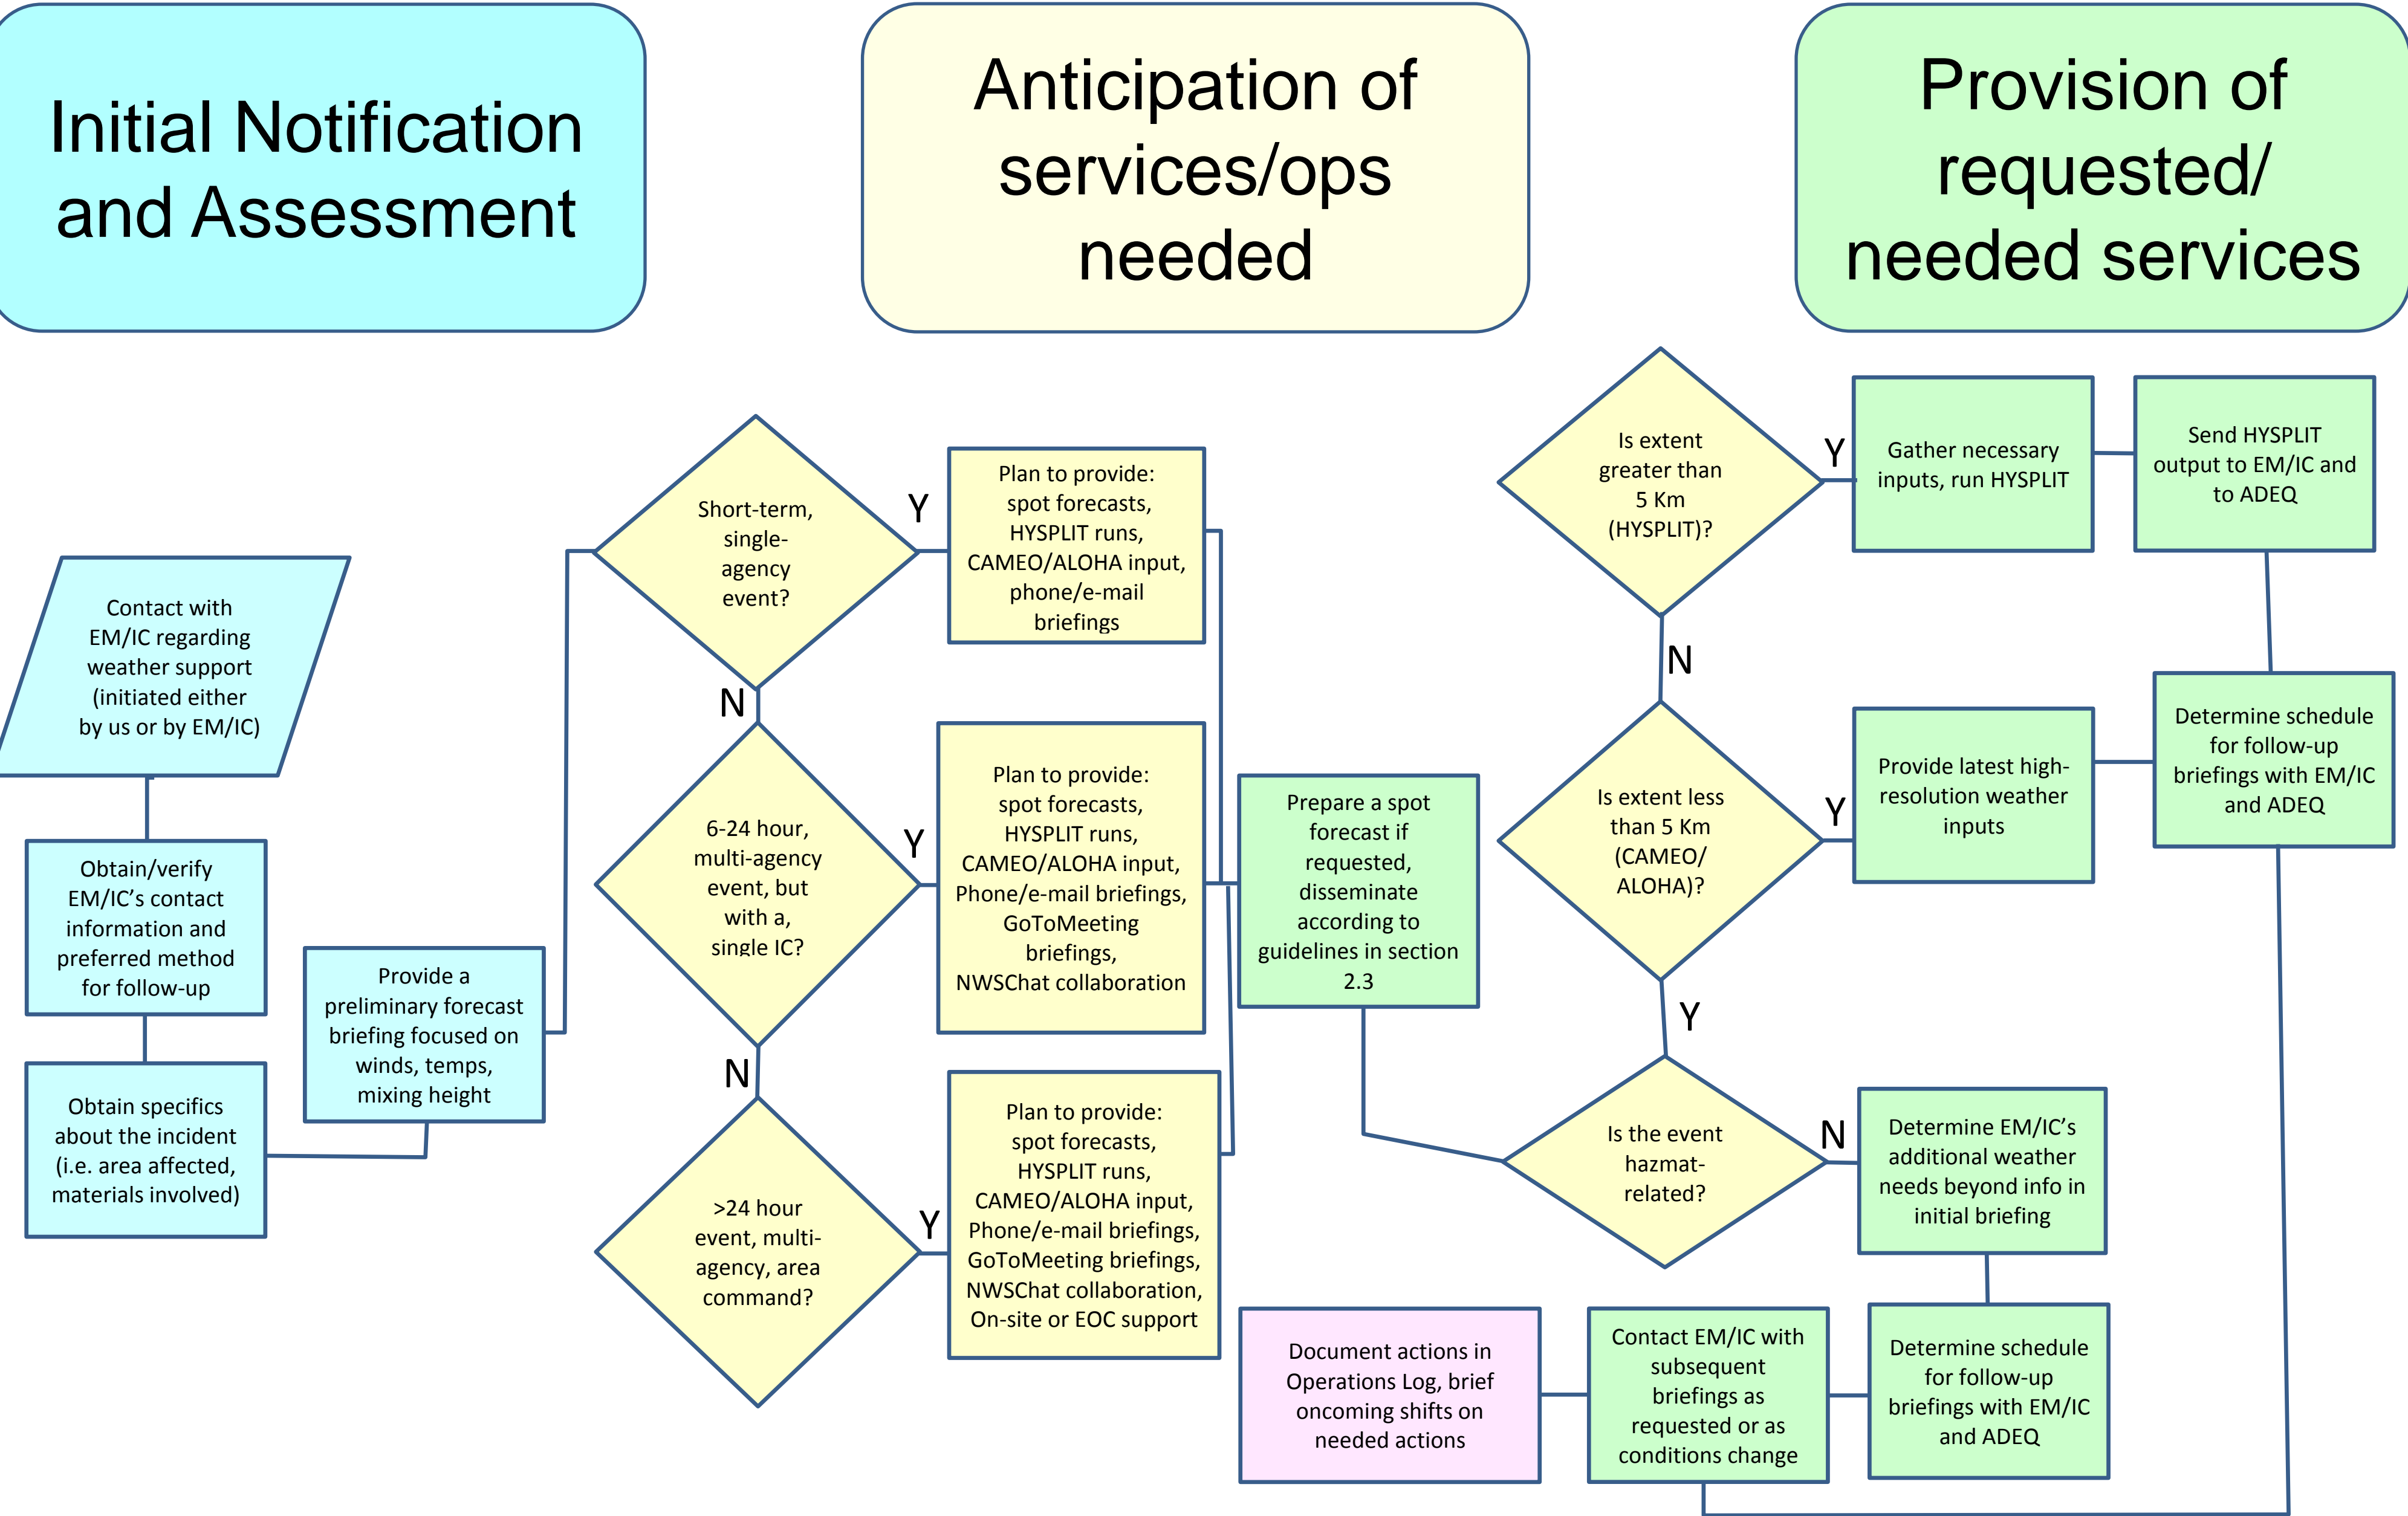 Initial Notification
and Assessment
Anticipation of
services/ops
needed
Provision of
requested/
needed services
Contact with
EM/IC regarding
weather support
(initiated either
by us or by EM/IC)
Obtain/verify
EM/IC’s contact
information and
preferred method
for follow-up
Obtain specifics
about the incident
(i.e. area affected,
materials involved)
Provide a
preliminary forecast
briefing focused on
winds, temps,
mixing height
Short-term,
single-
agency
event?
Y
Plan to provide:
spot forecasts,
HYSPLIT runs,
CAMEO/ALOHA input,
phone/e-mail
briefings
N
6-24 hour,
multi-agency
event, but
with a,
single IC?
Y
Plan to provide:
spot forecasts,
HYSPLIT runs,
CAMEO/ALOHA input,
Phone/e-mail briefings,
GoToMeeting
briefings,
NWSChat collaboration
N
>24 hour
event, multi-
agency, area
command?
Y
Plan to provide:
spot forecasts,
HYSPLIT runs,
CAMEO/ALOHA input,
Phone/e-mail briefings,
GoToMeeting briefings,
NWSChat collaboration,
On-site or EOC support
Prepare a spot
forecast if
requested,
disseminate
according to
guidelines in section
2.3
Is extent
greater than
5 Km
(HYSPLIT)?
Y
Gather necessary
inputs, run HYSPLIT
Send HYSPLIT
output to EM/IC and
to ADEQ
N
Is extent less
than 5 Km
(CAMEO/
ALOHA)?
Y
Provide latest high-
resolution weather
inputs
Determine schedule
for follow-up
briefings with EM/IC
and ADEQ
Y
Is the event
hazmat-
related?
N
Determine EM/IC’s
additional weather
needs beyond info in
initial briefing
Determine schedule
for follow-up
briefings with EM/IC
and ADEQ
Contact EM/IC with
subsequent
briefings as
requested or as
conditions change
Document actions in
Operations Log, brief
oncoming shifts on
needed actions